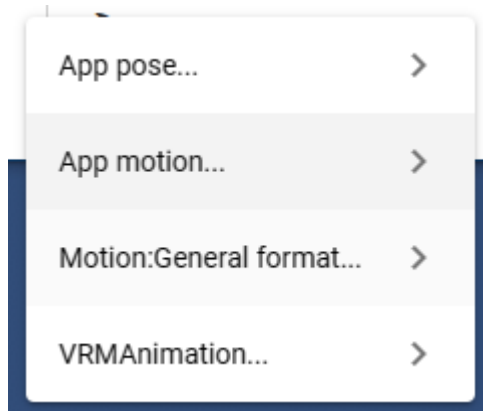 App pose...
App motion...
Motion:General format...
VRMAnimation...